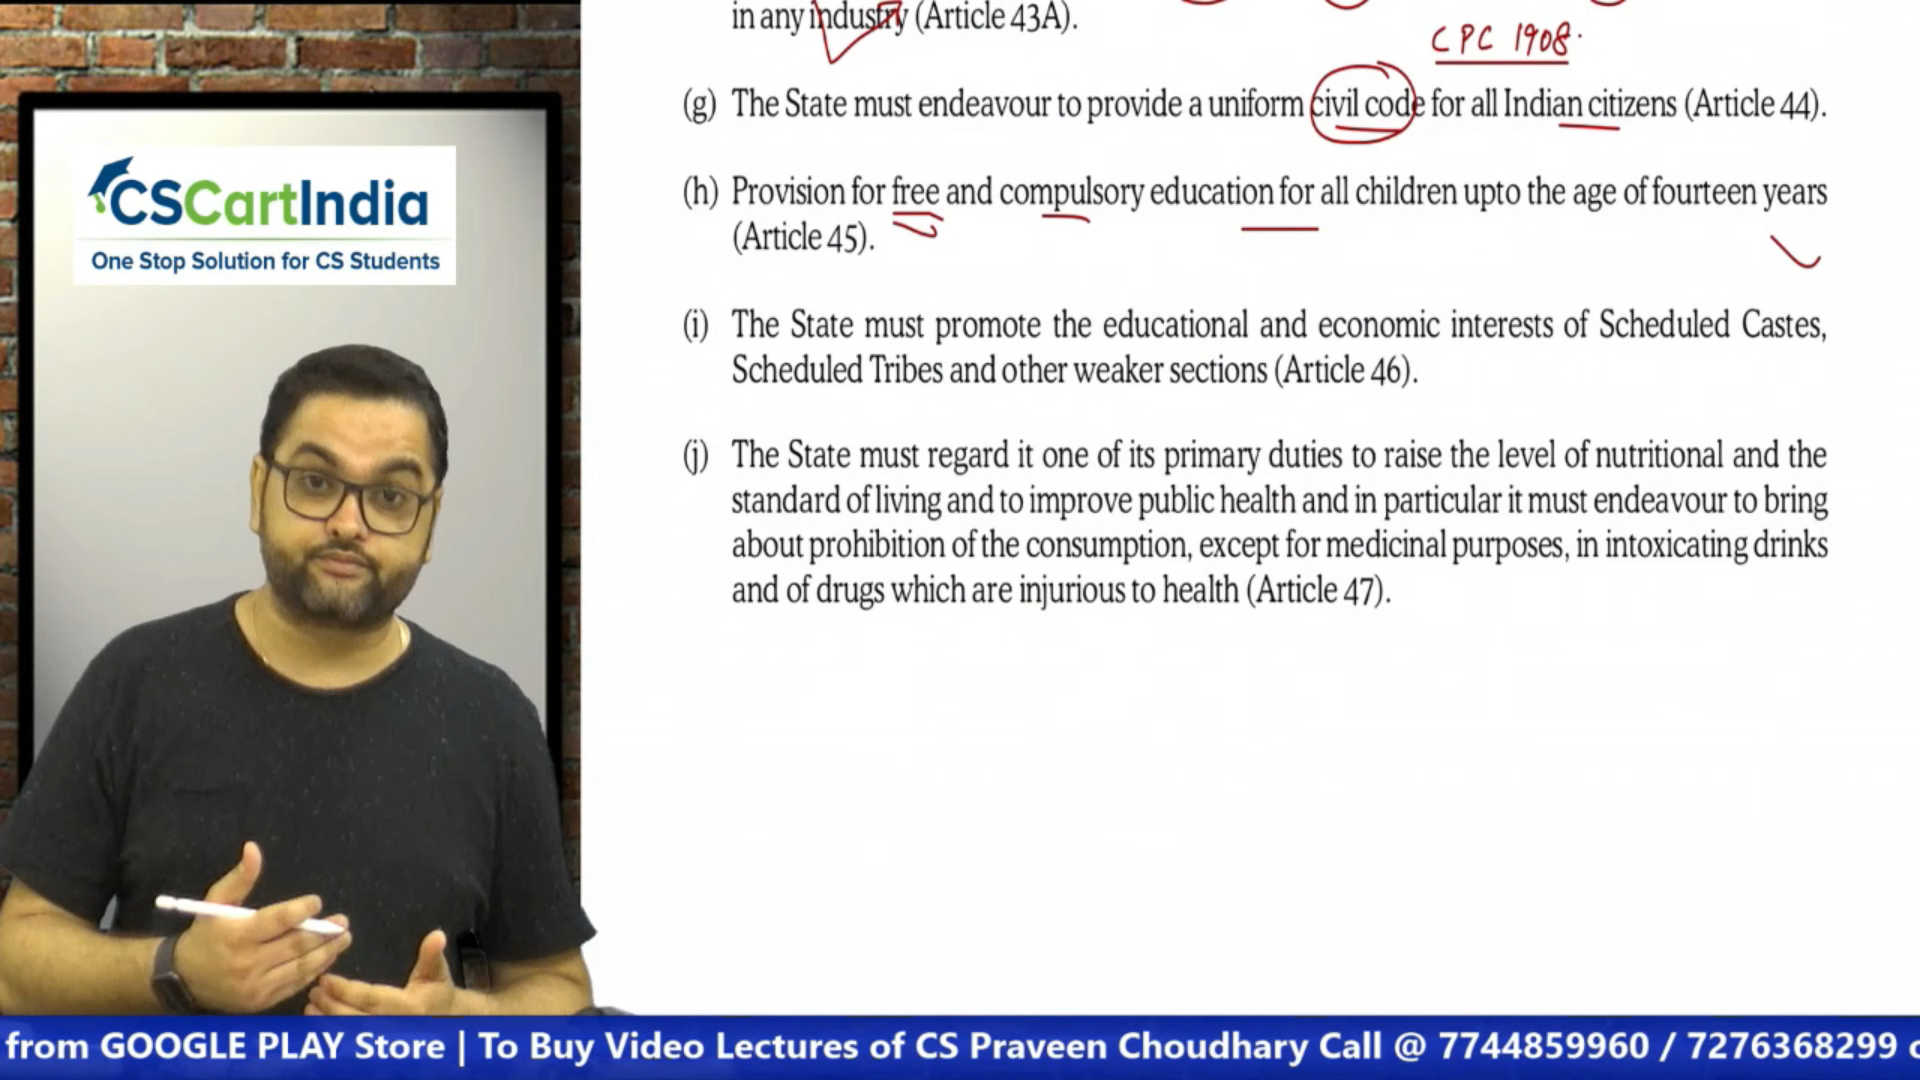 in any industry (Article 43A).
CPC 1908.
(g) The State must endeavour to provide a uniform civil code for all Indian citizens (Article 44).
(h) Provision for free and compulsory education for all children upto the age of fourteen years
(Article 45).
(i) The State must promote the educational and economic interests of Scheduled Castes,
Scheduled Tribes and other weaker sections (Article 46).
(j) The State must regard it one of its primary duties to raise the level of nutritional and the
standard of living and to improve public health and in particular it must endeavour to bring
about prohibition of the consumption, except for medicinal purposes, in intoxicating drinks
and of drugs which are injurious to health (Article 47).
CSCartIndia
One Stop Solution for CS Students
from GOOGLE PLAY Store | To Buy Video Lectures of CS Praveen Choudhary Call @ 7744859960 / 7276368299